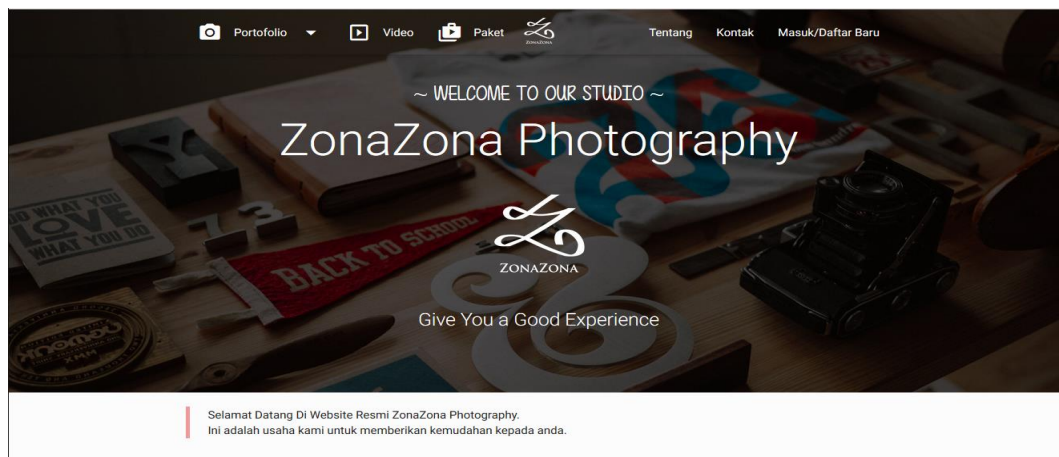 Portofolio Video Paket ZONAZONA Tentang Kontak Masuk/Daftar Baru
~ WELCOME TO OUR STUDIO ~
ZonaZona Photography
ZONAZONA
Give You a Good Experience
DO WHAT YOU
LOVE
WHAT YOU DO
Y
73
BACK TO SCHOOL
Selamat Datang Di Website Resmi ZonaZona Photography.
Ini adalah usaha kami untuk memberikan kemudahan kepada anda.